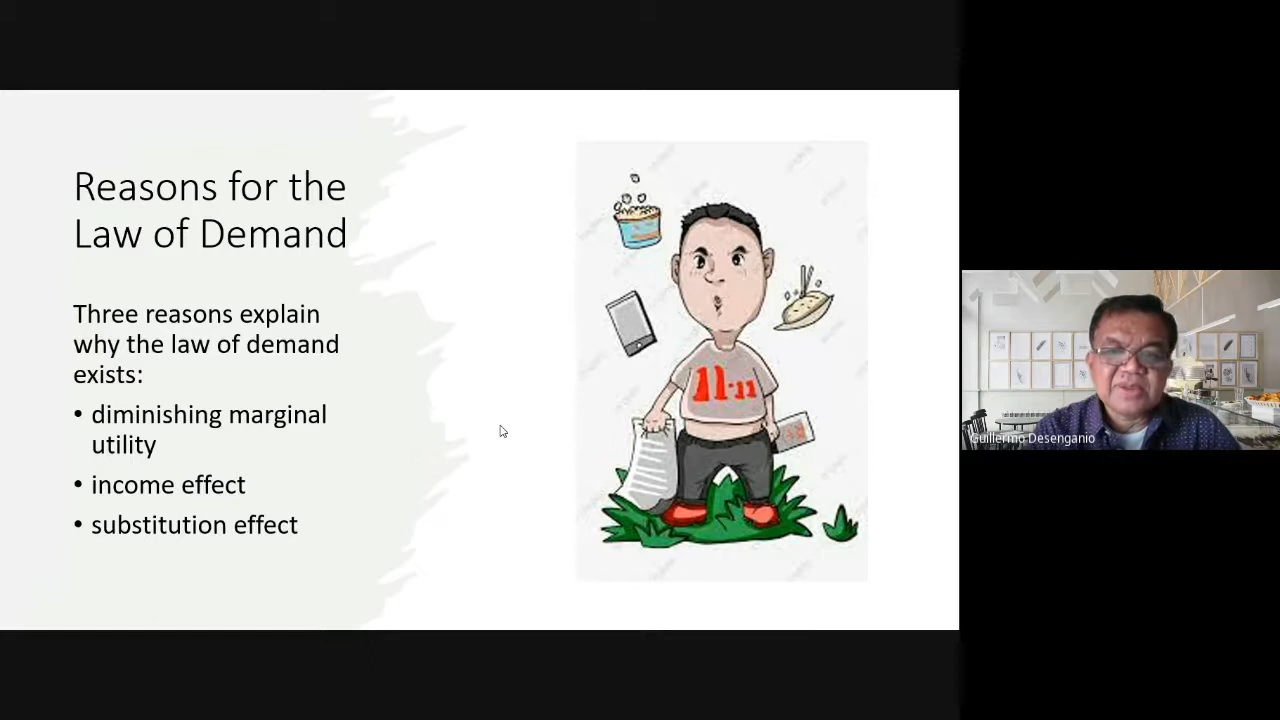 Reasons for the
Law of Demand
Three reasons explain
why the law of demand
exists:
• diminishing marginal
utility
• income effect
• substitution effect
11·11
Guillermo Desenganio